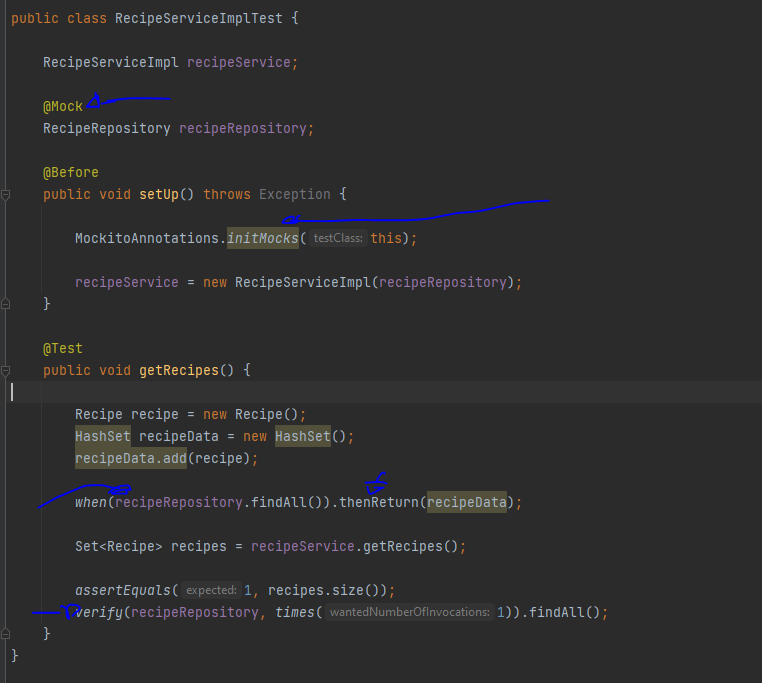 public class RecipeServiceImplTest {
RecipeServiceImpl recipeService;
@Mock
RecipeRepository recipeRepository;
@Before
public void setUp() throws Exception {
MockitoAnnotations.initMocks( testClass: this);
recipeService = new RecipeServiceImpl(recipeRepository);
}
@Test
public void getRecipes() {
Recipe recipe = new Recipe();
HashSet recipeData = new HashSet();
recipeData.add(recipe);
when(recipeRepository.findAll()).thenReturn(recipeData);
Set<Recipe> recipes = recipeService.getRecipes();
assertEquals( expected: 1, recipes.size());
verify(recipeRepository, times( wantedNumberOfInvocations: 1)).findAll();
}
}